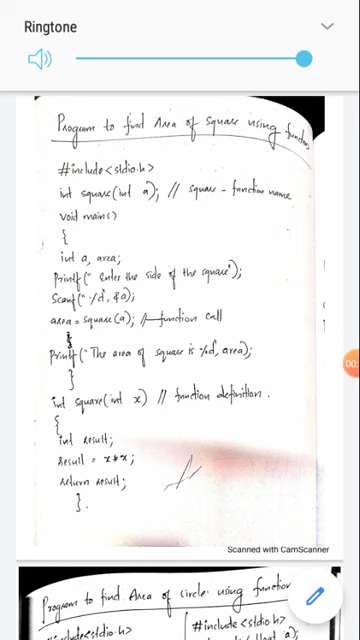 Ringtone
Program to find Area of square using function
#include<stdio.h>
int square(int a); // square - function name.
void main()
{
int a, area;
Printf(" Enter the side of the square");
Scanf("%d", &a);
area = square(a); // function call
Printf(" The area of square is %d", area);
}
int square(int x) // function definition.
{
int result;
result = x*x;
return result;
}.
Scanned with CamScanner
00:
Program to find Area of circle using function
#include<stdio.h>
#include <stdio.h>